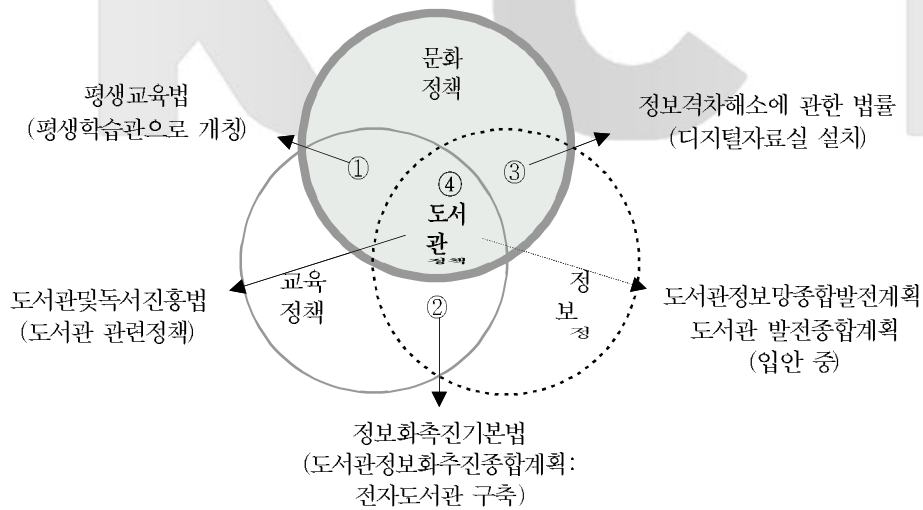 문화
정책
평생교육법
(평생학습관으로 개칭)
정보격차해소에 관한 법률
(디지털자료실 설치)
①
③
④
도서
관
정책
교육
정책
정
보
정
②
도서관및독서진흥법
(도서관 관련정책)
도서관정보망종합발전계획
도서관 발전종합계획
(입안 중)
정보화촉진기본법
(도서관정보화추진종합계획:
전자도서관 구축)